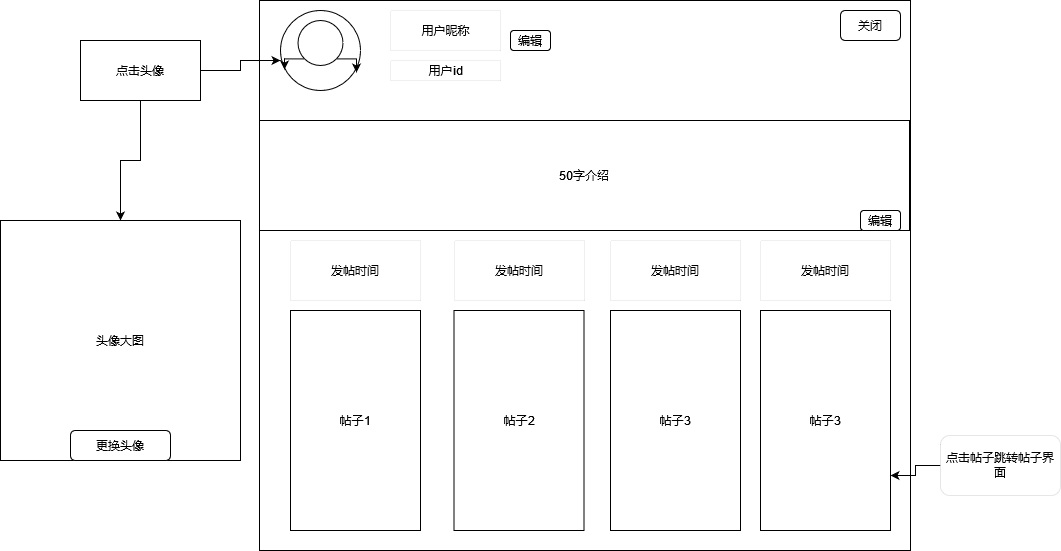 点击头像
用户昵称
编辑
用户id
关闭
50字介绍
编辑
头像大图
更换头像
发帖时间
发帖时间
发帖时间
发帖时间
帖子1
帖子2
帖子3
帖子3
点击帖子跳转帖子界
面